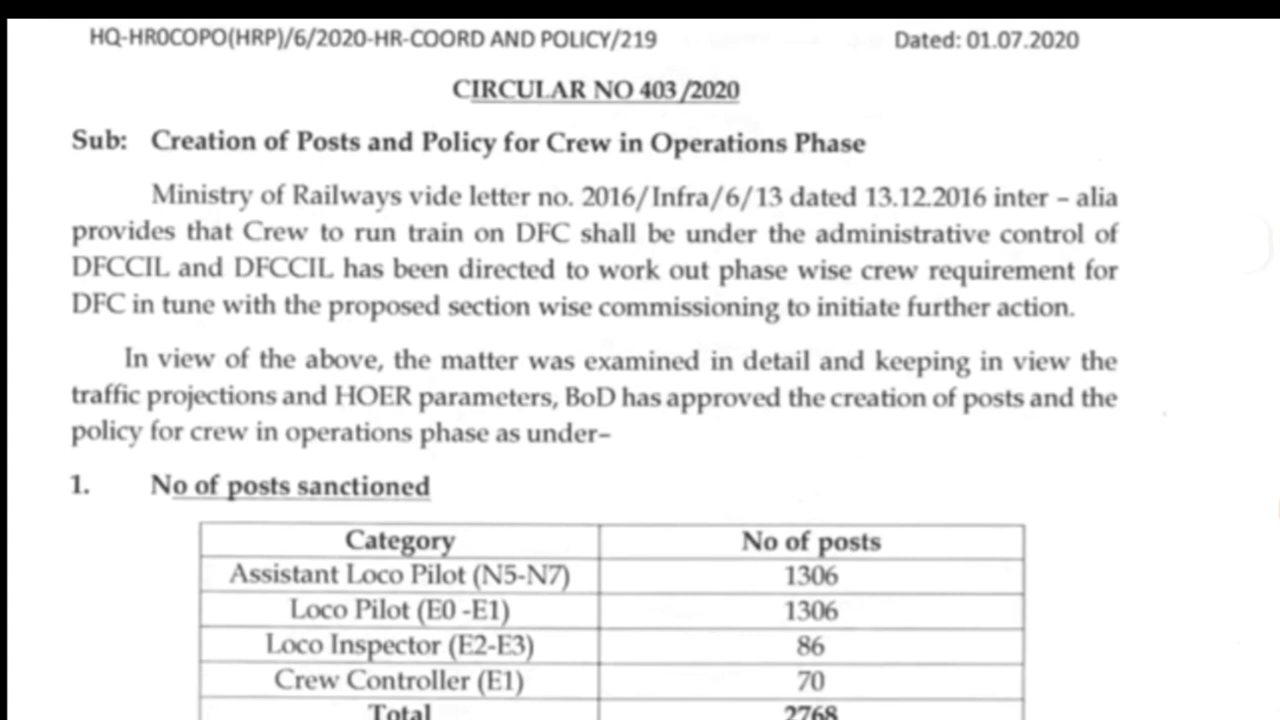 HQ-HR0COPO(HRP)/6/2020-HR-COORD AND POLICY/219 Dated: 01.07.2020
CIRCULAR NO 403/2020
Sub: Creation of Posts and Policy for Crew in Operations Phase
Ministry of Railways vide letter no. 2016/Infra/6/13 dated 13.12.2016 inter – alia
provides that Crew to run train on DFC shall be under the administrative control of
DFCCIL and DFCCIL has been directed to work out phase wise crew requirement for
DFC in tune with the proposed section wise commissioning to initiate further action.
In view of the above, the matter was examined in detail and keeping in view the
traffic projections and HOER parameters, BoD has approved the creation of posts and the
policy for crew in operations phase as under–
1. No of posts sanctioned
Category No of posts
Assistant Loco Pilot (N5-N7) 1306
Loco Pilot (E0 -E1) 1306
Loco Inspector (E2-E3) 86
Crew Controller (E1) 70
Total 2768